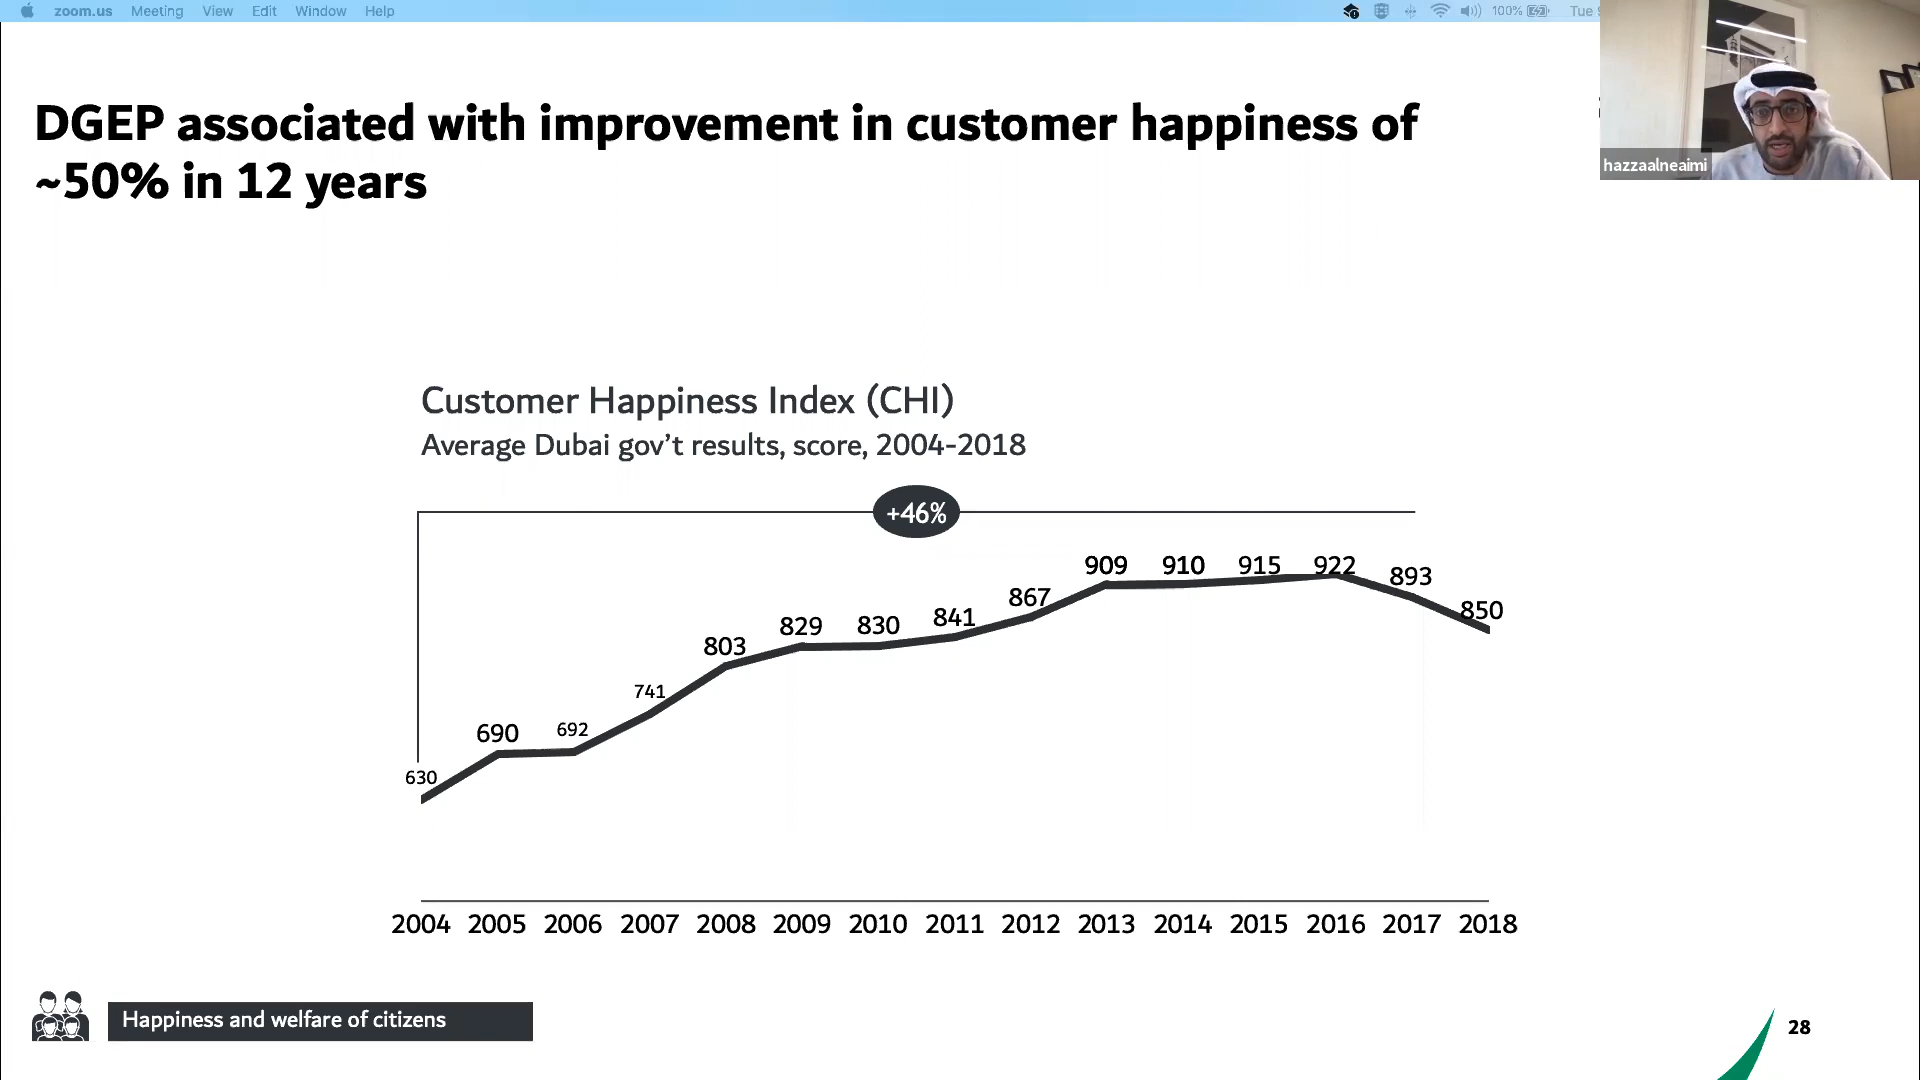 zoom.us Meeting View Edit Window Help 100% Tue
DGEP associated with improvement in customer happiness of
~50% in 12 years
hazzaalneaimi
Customer Happiness Index (CHI)
Average Dubai gov't results, score, 2004-2018
+46%
630 690 692 741 803 829 830 841 867 909 910 915 922 893 850
2004 2005 2006 2007 2008 2009 2010 2011 2012 2013 2014 2015 2016 2017 2018
Happiness and welfare of citizens
28